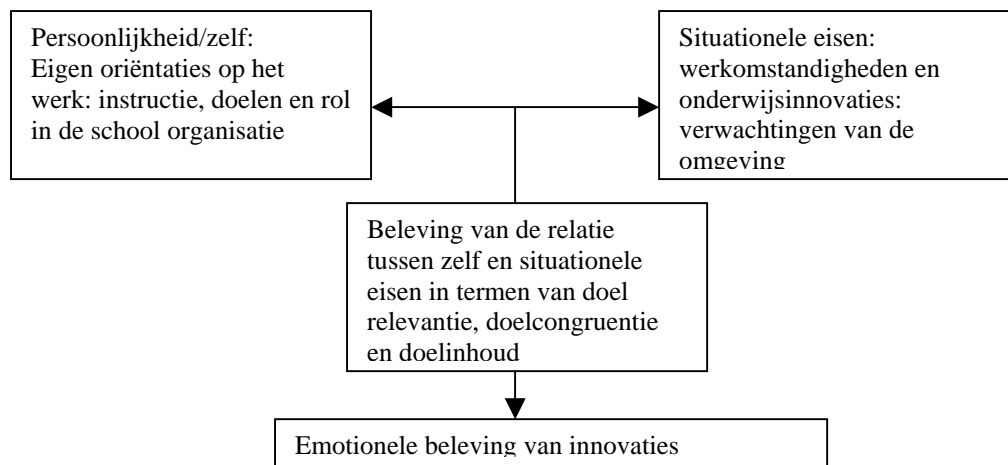 Persoonlijkheid/zelf:
Eigen oriëntaties op het
werk: instructie, doelen en rol
in de school organisatie
Situationele eisen:
werkomstandigheden en
onderwijsinnovaties:
verwachtingen van de
omgeving
Beleving van de relatie
tussen zelf en situationele
eisen in termen van doel
relevantie, doelcongruentie
en doelinhoud
Emotionele beleving van innovaties